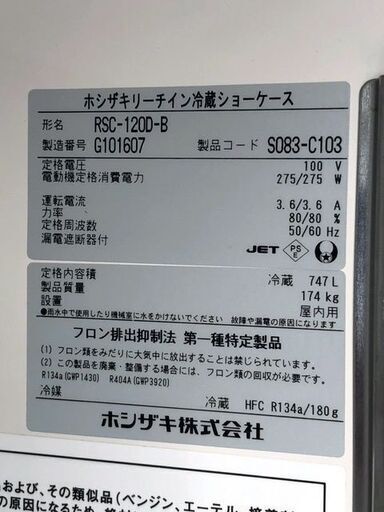 ホシザキリーチイン冷蔵ショーケース
形名 RSC-120D-B
製造番号 G101607 製品コード S083-C103
定格電圧 100 V
電動機定格消費電力 275/275 W
運転電流 3.6/3.6 A
力率 80/80 %
定格周波数 50/60 Hz
漏電遮断器付 JET PSE
定格内容積 冷蔵 747 L
製品質量 174 kg
設置 屋内用
●雨水中で使用したり機械室に水をかけないでください 故障や漏電の原因になります
フロン排出抑制法 第一種特定製品
(1) フロン類をみだりに大気中に放出することは禁じられています。
(2) この製品を廃棄・整備する場合には、フロン類の回収が必要です。
R134a(GWP1430) R404A(GWP3920)
冷媒 冷蔵 HFC R134a/180g
ホシザキ株式会社
および、その類似品(ベンジン、エーテル、接着剤
の原因になるため、